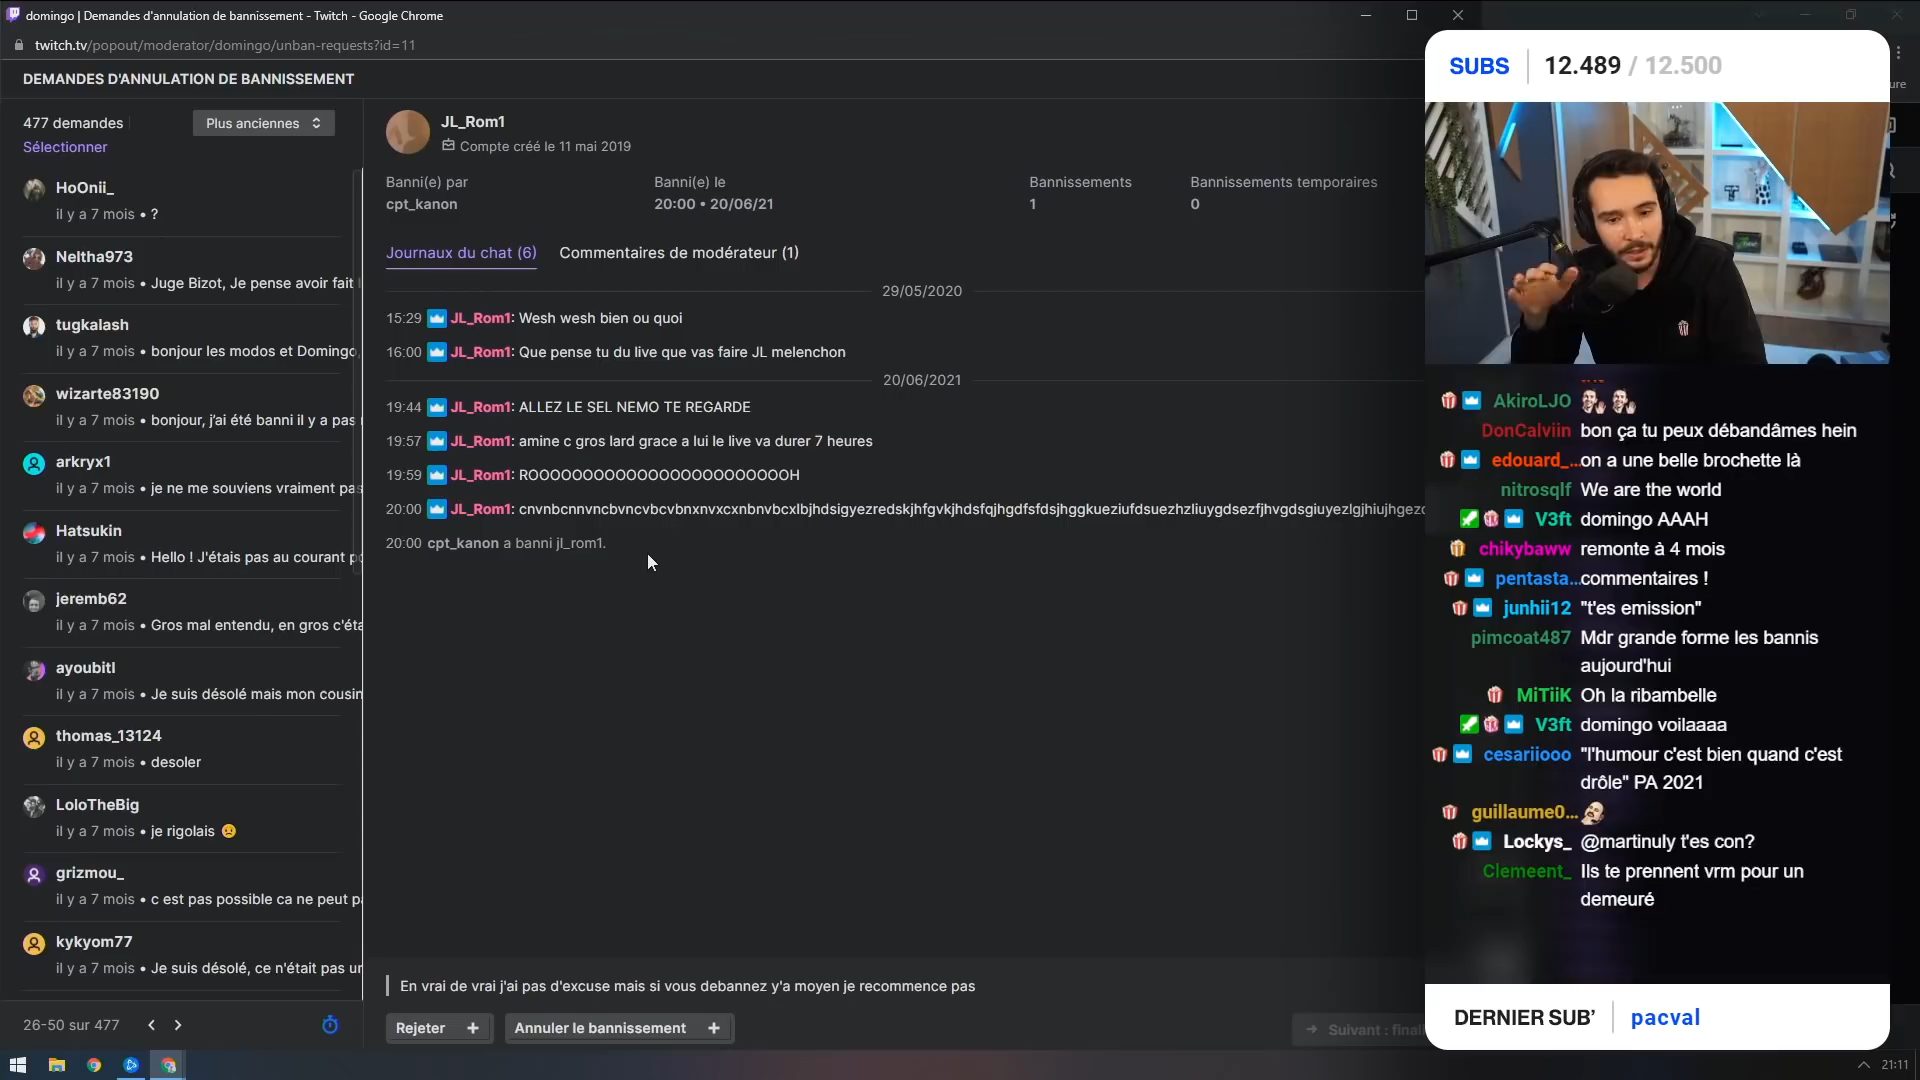 domingo | Demandes d'annulation de bannissement - Twitch - Google Chrome
twitch.tv/popout/moderator/domingo/unban-requests?id=11
DEMANDES D'ANNULATION DE BANNISSEMENT
477 demandes
Plus anciennes
Sélectionner
HoOnii_
il y a 7 mois • ?
Neltha973
il y a 7 mois • Juge Bizot, Je pense avoir fait
tugkalash
il y a 7 mois • bonjour les modos et Domingo,
wizarte83190
il y a 7 mois • bonjour, j'ai été banni il y a pas
arkryx1
il y a 7 mois • je ne me souviens vraiment pas
Hatsukin
il y a 7 mois • Hello ! J'étais pas au courant
jeremb62
il y a 7 mois • Gros mal entendu, en gros c'éta
ayoubitl
il y a 7 mois • Je suis désolé mais mon cousin
thomas_13124
il y a 7 mois • desoler
LoloTheBig
il y a 7 mois • je rigolais 😟
grizmou_
il y a 7 mois • c est pas possible ca ne peut p
kykyom77
il y a 7 mois • Je suis désolé, ce n'était pas un
26-50 sur 477
JL_Rom1
Compte créé le 11 mai 2019
Banni(e) par
cpt_kanon
Banni(e) le
20:00 • 20/06/21
Bannissements
1
Bannissements temporaires
0
Journaux du chat (6)
Commentaires de modérateur (1)
29/05/2020
15:29 JL_Rom1: Wesh wesh bien ou quoi
16:00 JL_Rom1: Que pense tu du live que vas faire JL melenchon
20/06/2021
19:44 JL_Rom1: ALLEZ LE SEL NEMO TE REGARDE
19:57 JL_Rom1: amine c gros lard grace a lui le live va durer 7 heures
19:59 JL_Rom1: ROOOOOOOOOOOOOOOOOOOOOOOOH
20:00 JL_Rom1: cnvnbcnnvncbvncvbcvbnxnvxcxnbnvbcxlbjhdsigyezredskjhfgvkjhdsfqjhgdfsfdsjhggkueziufdsuezhzliuygdsezfjhvgdsgiuyezlgjhiujhgezc
20:00 cpt_kanon a banni jl_rom1.
En vrai de vrai j'ai pas d'excuse mais si vous debannez y'a moyen je recommence pas
Rejeter +
Annuler le bannissement +
Suivant : final
SUBS
12.489 / 12.500
AkiroLJO
DonCalviin bon ça tu peux débandâmes hein
edouard_... on a une belle brochette là
nitrosqlf We are the world
V3ft domingo AAAH
chikybaww remonte à 4 mois
pentasta... commentaires !
junhii12 "t'es emission"
pimcoat487 Mdr grande forme les bannis
aujourd'hui
MiTiiK Oh la ribambelle
V3ft domingo voilaaaa
cesariiooo "l'humour c'est bien quand c'est
drôle" PA 2021
guillaume0...
Lockys_ @martinuly t'es con?
Clemeent_ Ils te prennent vrm pour un
demeuré
DERNIER SUB'
pacval
ure
21:11